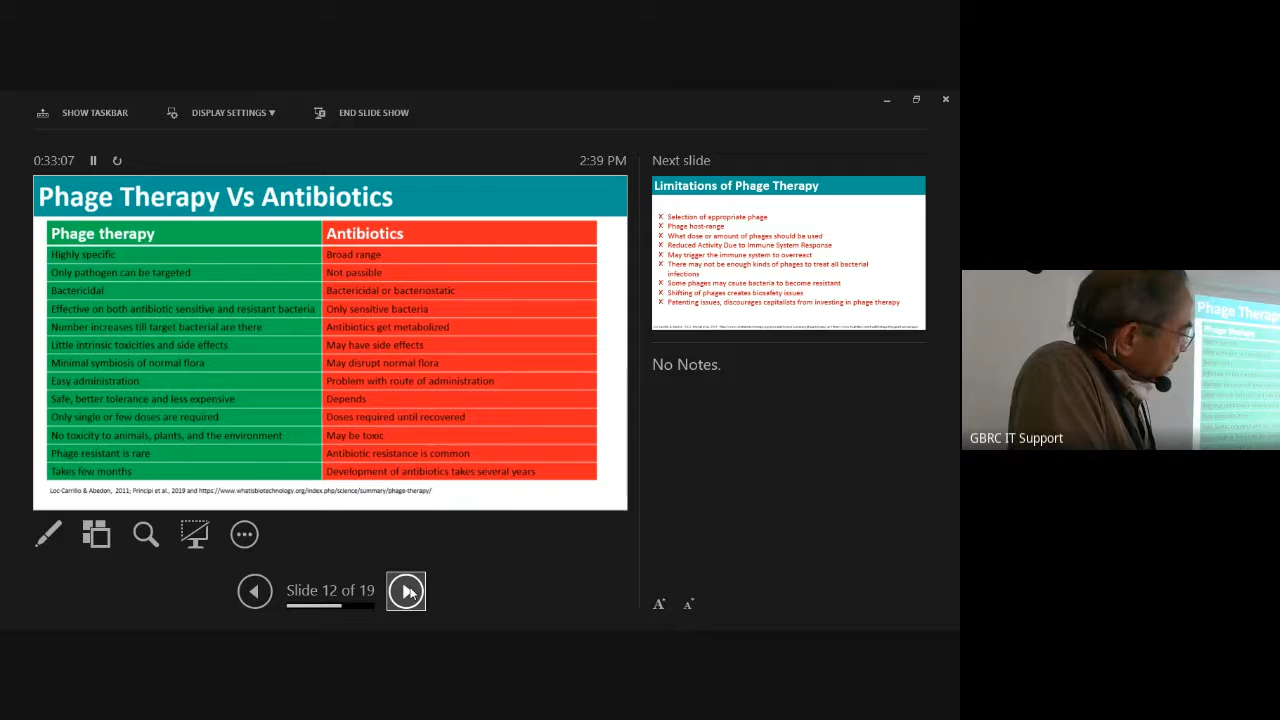 SHOW TASKBAR
DISPLAY SETTINGS ▼
END SLIDE SHOW
0:33:07
2:39 PM
Phage Therapy Vs Antibiotics
Phage therapy Antibiotics
Highly specific Broad range
Only pathogen can be targeted Not possible
Bactericidal Bactericidal or bacteriostatic
Effective on both antibiotic sensitive and resistant bacteria Only sensitive bacteria
Number increases till target bacterial are there Antibiotics get metabolized
Little intrinsic toxicities and side effects May have side effects
Minimal symbiosis of normal flora May disrupt normal flora
Easy administration Problem with route of administration
Safe, better tolerance and less expensive Depends
Only single or few doses are required Doses required until recovered
No toxicity to animals, plants, and the environment May be toxic
Phage resistant is rare Antibiotic resistance is common
Takes few months Development of antibiotics takes several years
Loc-Carrillo & Abedon, 2011; Principi et al., 2019 and https://www.whatisbiotechnology.org/index.php/science/summary/phage-therapy/
Slide 12 of 19
Next slide
Limitations of Phage Therapy
X Selection of appropriate phage
X Phage host-range
X What dose or amount of phages should be used
X Reduced Activity Due to Immune System Response
X May trigger the immune system to overreact
X There may not be enough kinds of phages to treat all bacterial
infections
X Some phages may cause bacteria to become resistant
X Shifting of phages creates biosafety issues
X Patenting issues, discourages capitalists from investing in phage therapy
No Notes.
A A
Phage Therapy
Phage therapy
GBRC IT Support